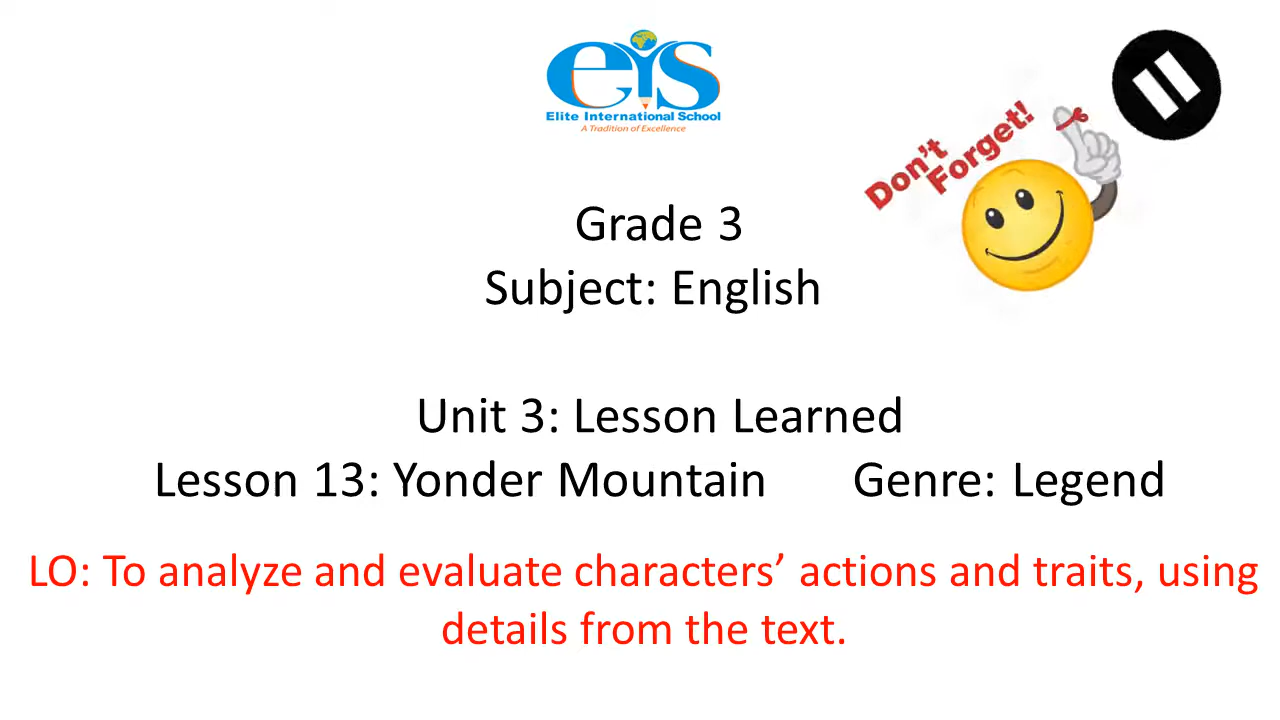 eis
Elite International School
A Tradition of Excellence
Don't
Forget!
Grade 3
Subject: English
Unit 3: Lesson Learned
Lesson 13: Yonder Mountain Genre: Legend
LO: To analyze and evaluate characters’ actions and traits, using
details from the text.